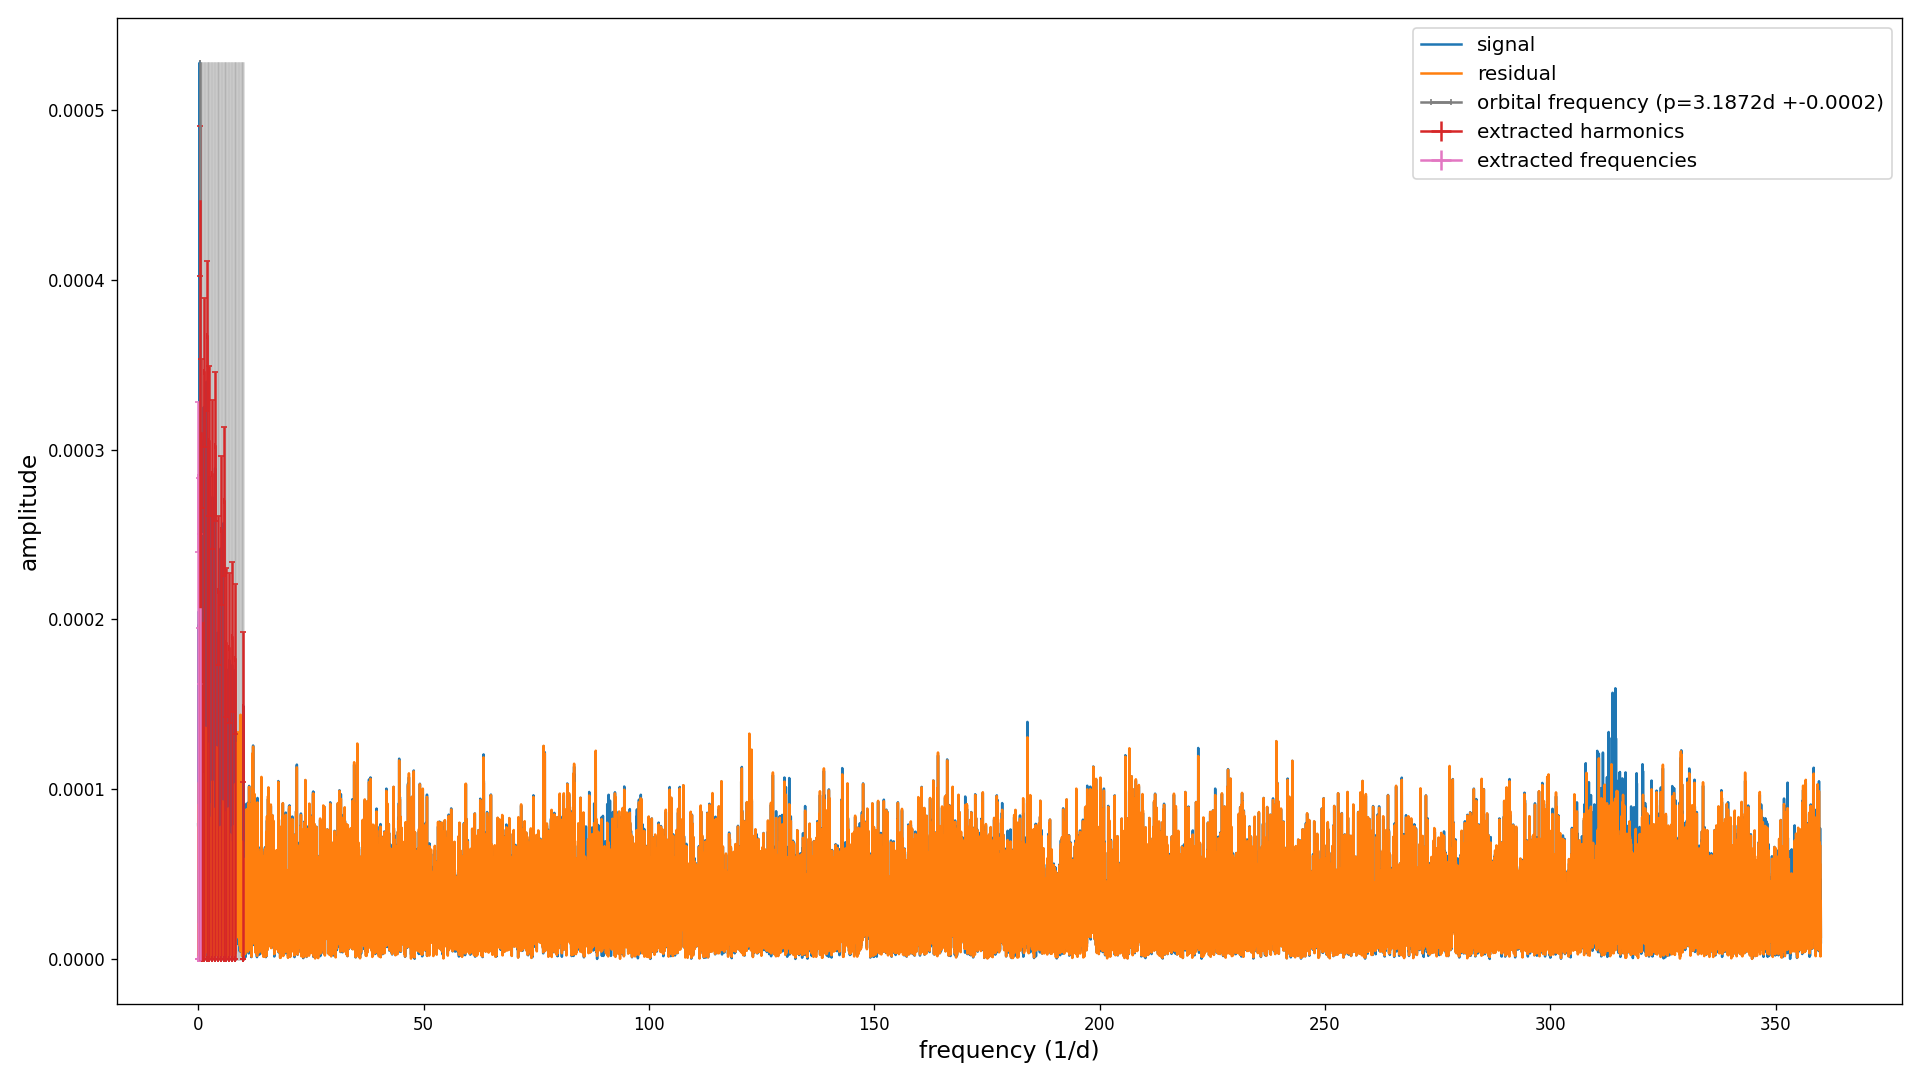 signal
residual
orbital frequency (p=3.1872d +-0.0002)
extracted harmonics
extracted frequencies
amplitude
0.0005
0.0004
0.0003
0.0002
0.0001
0.0000
0 50 100 150 200 250 300 350
frequency (1/d)